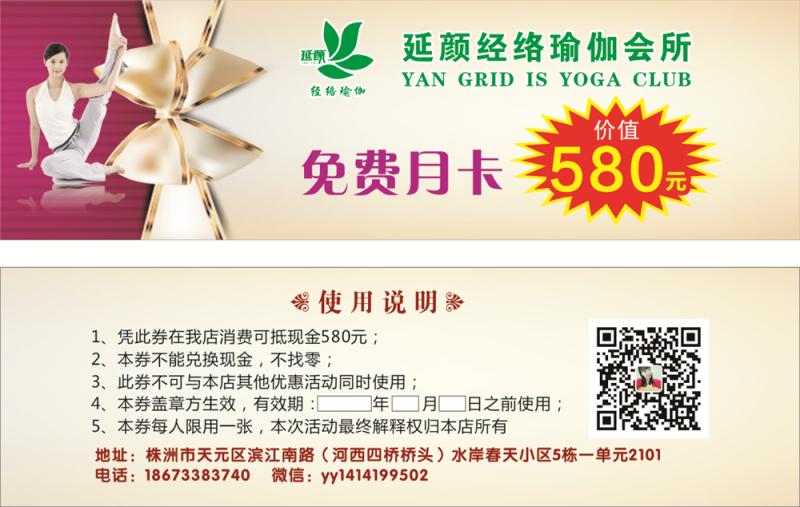 延颜
经络瑜伽
延颜经络瑜伽会所
YAN GRID IS YOGA CLUB
免费月卡
价值
580元
使用说明
1、凭此券在我店消费可抵现金580元；
2、本券不能兑换现金，不找零；
3、此券不可与本店其他优惠活动同时使用；
4、本券盖章方生效，有效期：年月日之前使用；
5、本券每人限用一张，本次活动最终解释权归本店所有
地址：株洲市天元区滨江南路（河西四桥桥头）水岸春天小区5栋一单元2101
电话：18673383740 微信：yy1414199502